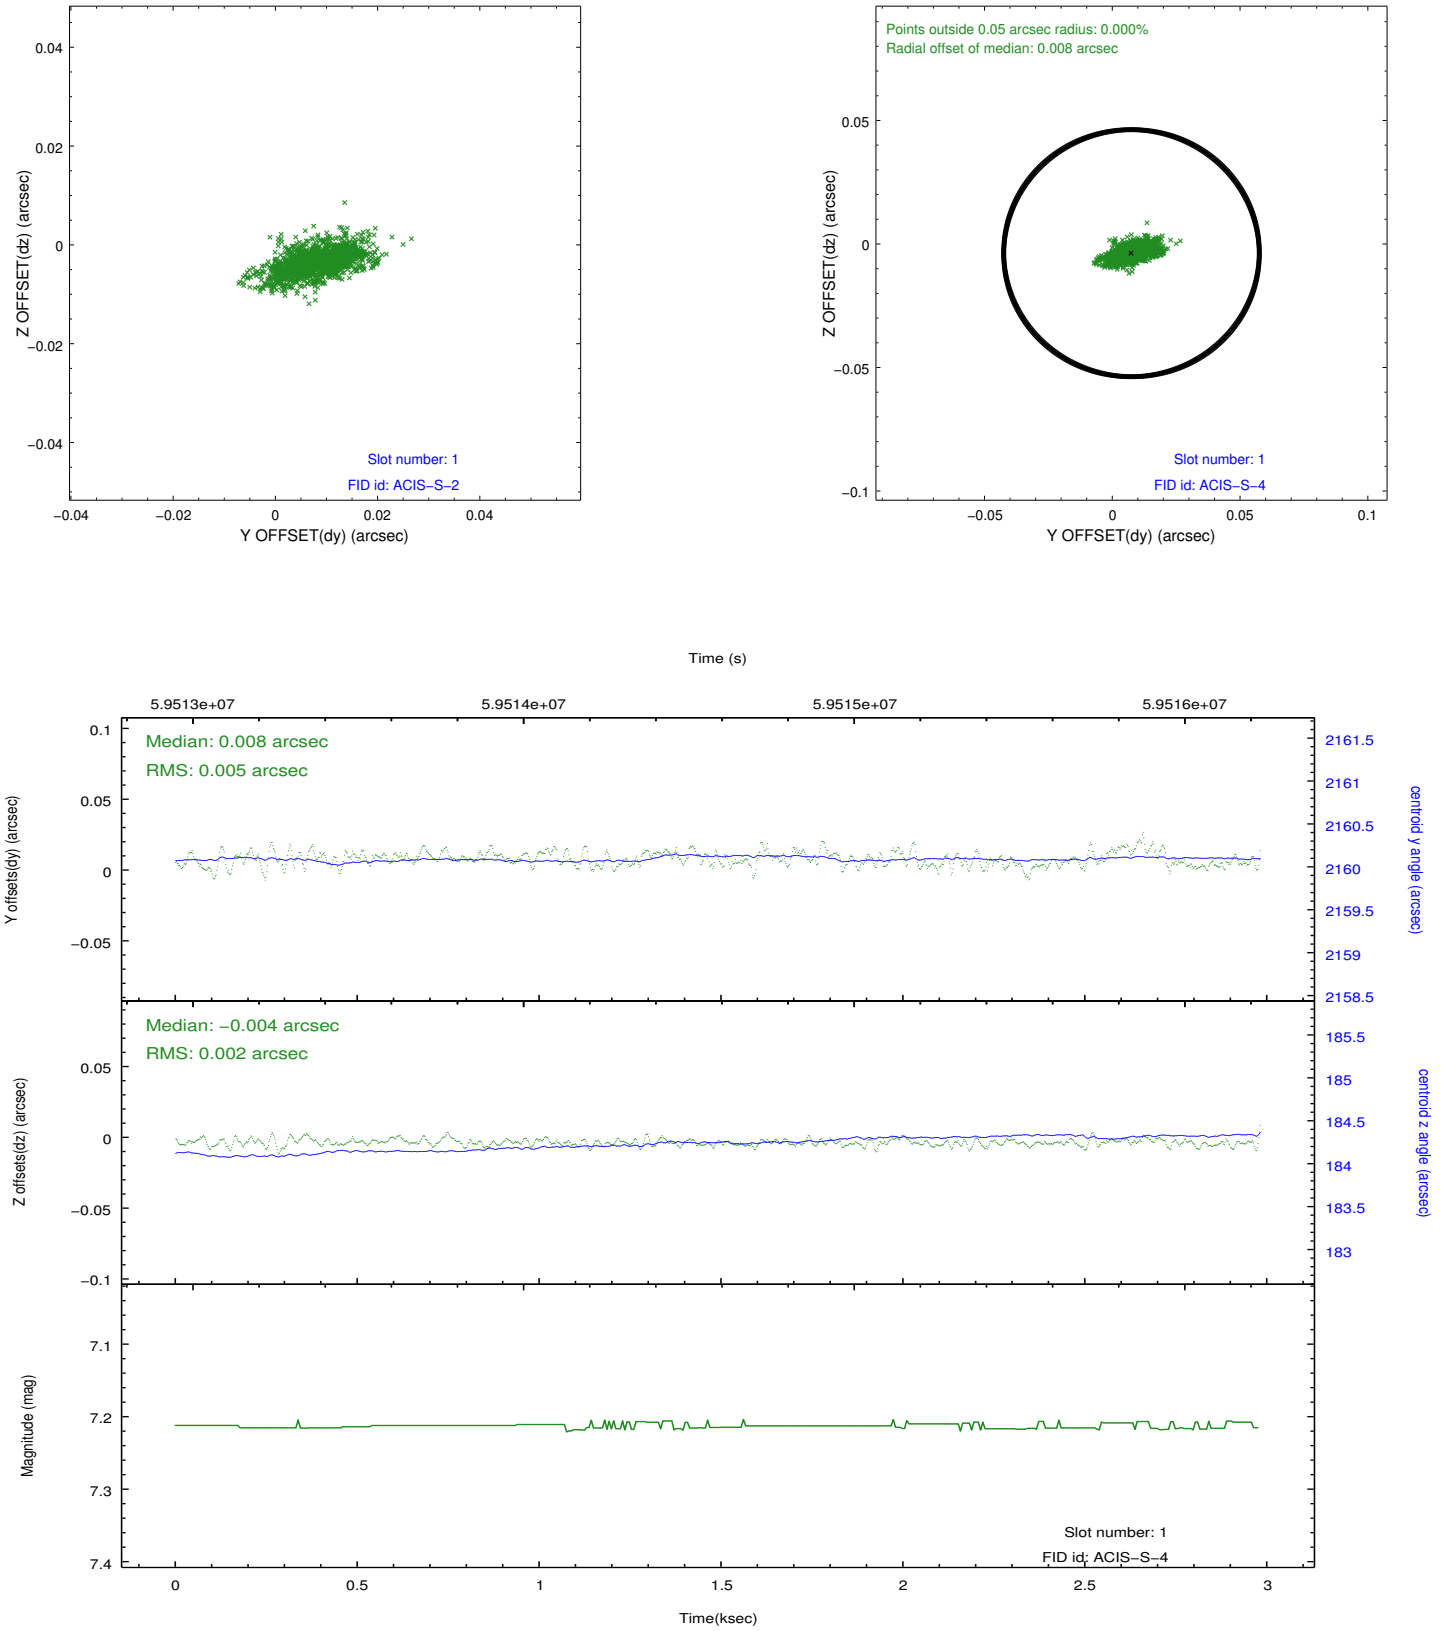 0.04
0.02
0
−0.02
−0.04
Z OFFSET(dz) (arcsec)
Slot number: 1
FID id: ACIS−S−2
−0.04 −0.02 0 0.02 0.04
Y OFFSET(dy) (arcsec)
Points outside 0.05 arcsec radius: 0.000%
Radial offset of median: 0.008 arcsec
0.05
0
−0.05
−0.1
Z OFFSET(dz) (arcsec)
Slot number: 1
FID id: ACIS−S−4
−0.05 0 0.05 0.1
Y OFFSET(dy) (arcsec)
Time (s)
5.9513e+07 5.9514e+07 5.9515e+07 5.9516e+07
Median: 0.008 arcsec
RMS: 0.005 arcsec
0.1
0.05
0
−0.05
Y offsets(dy) (arcsec)
2161.5
2161
2160.5
2160
2159.5
2159
2158.5
centroid y angle (arcsec)
Median: −0.004 arcsec
RMS: 0.002 arcsec
0.05
0
−0.05
−0.1
Z offsets(dz) (arcsec)
185.5
185
184.5
184
183.5
183
centroid z angle (arcsec)
7.1
7.2
7.3
7.4
Magnitude (mag)
Slot number: 1
FID id: ACIS−S−4
0 0.5 1 1.5 2 2.5 3
Time(ksec)